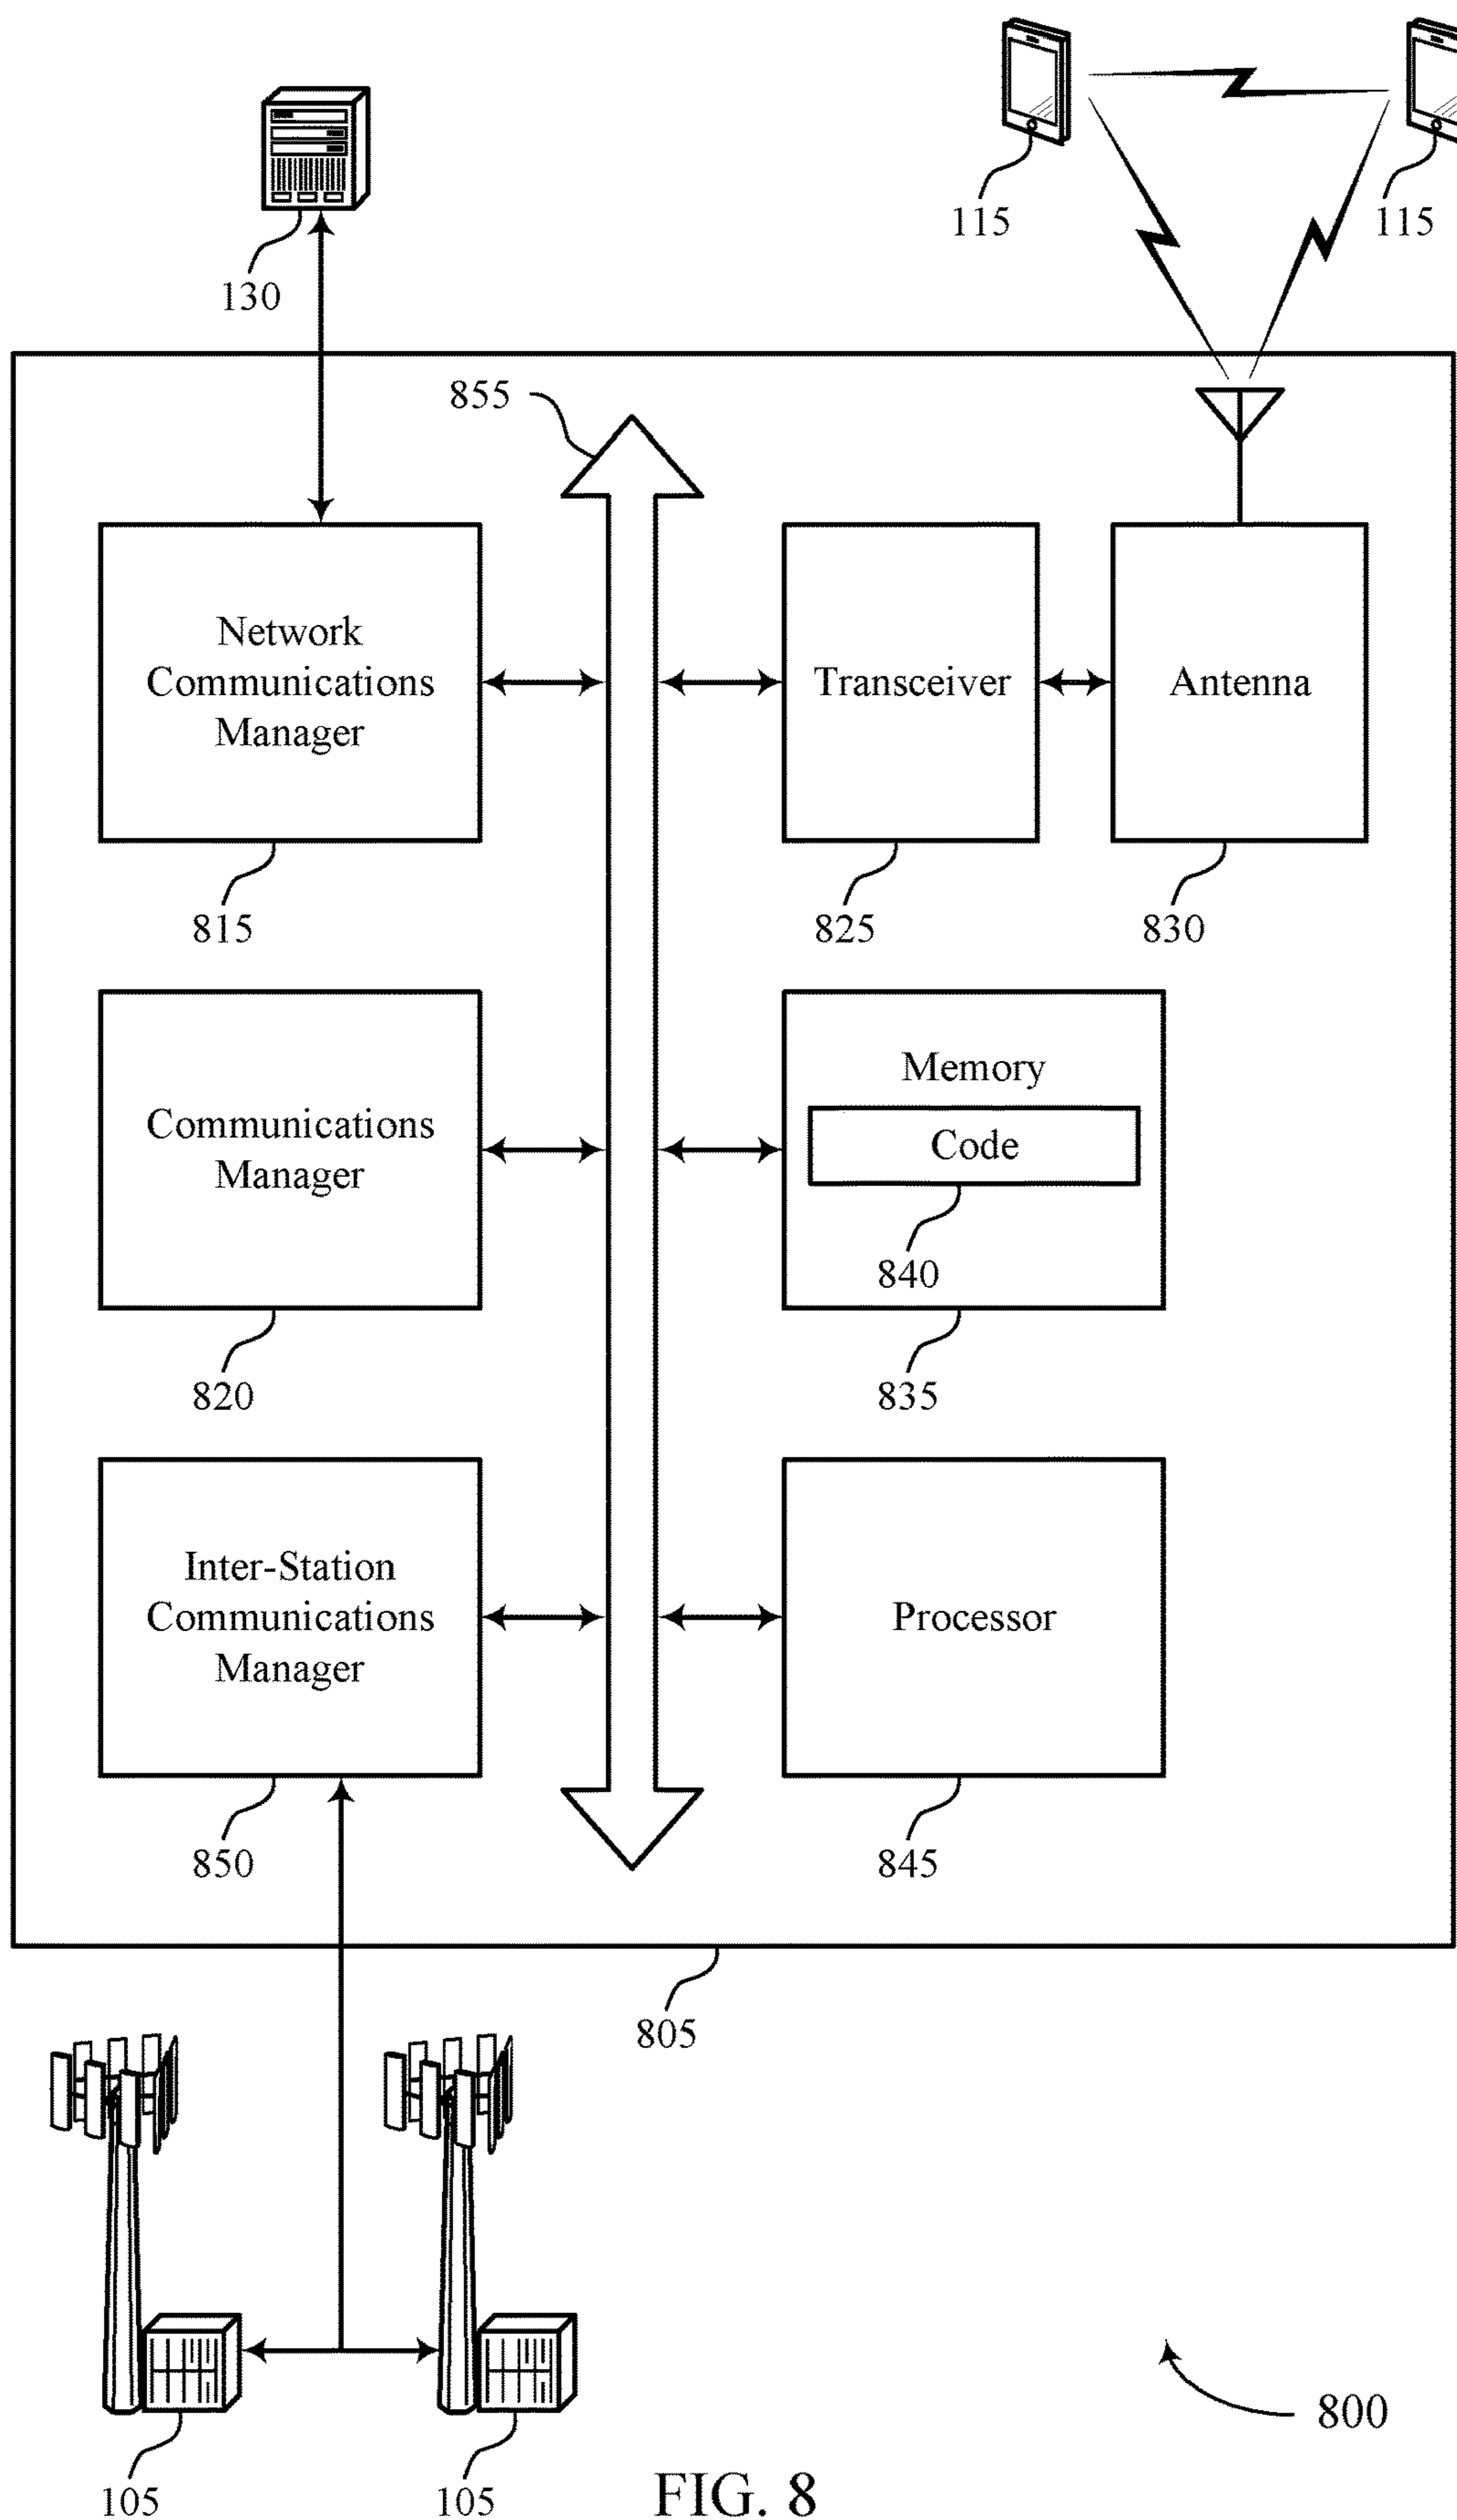 115
115
130
855
Network
Communications
Manager
Transceiver
Antenna
815
825
830
Communications
Manager
Memory
Code
840
820
835
Inter-Station
Communications
Manager
Processor
850
845
805
800
105
105
FIG. 8